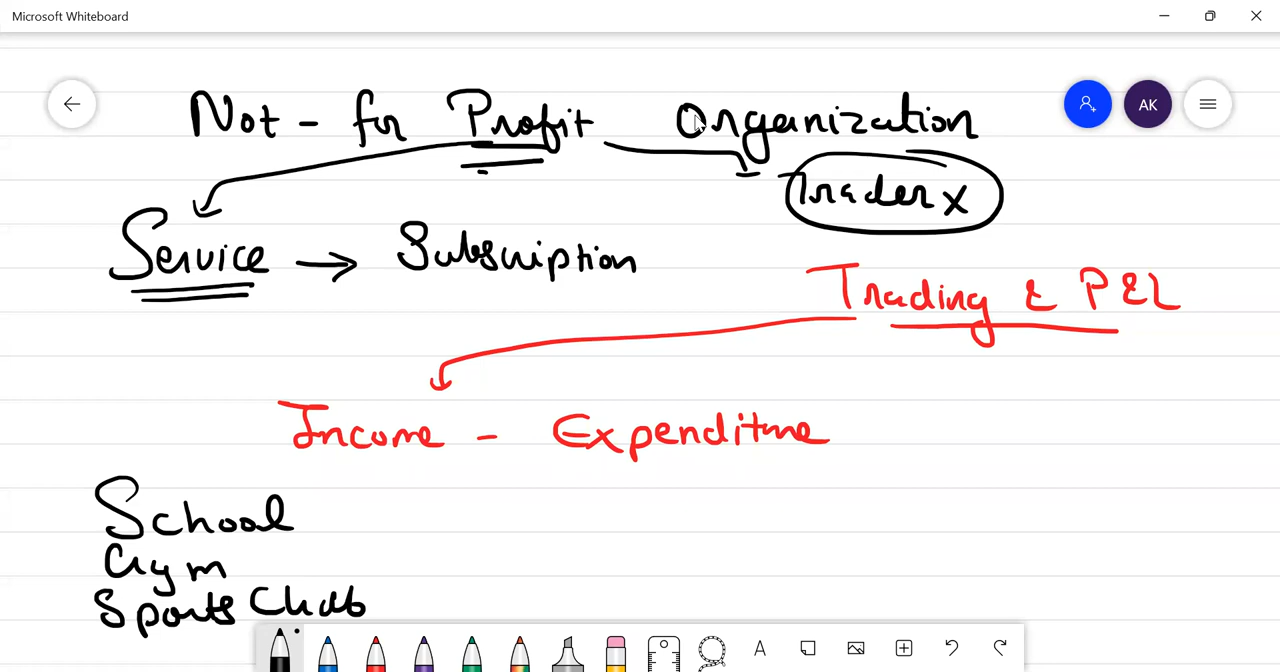 Microsoft Whiteboard
AK
Not - for Profit Organization
Trader X
Service → Subscription
Trading & P&L
Income - Expenditure
School
Gym
Sports Club
A